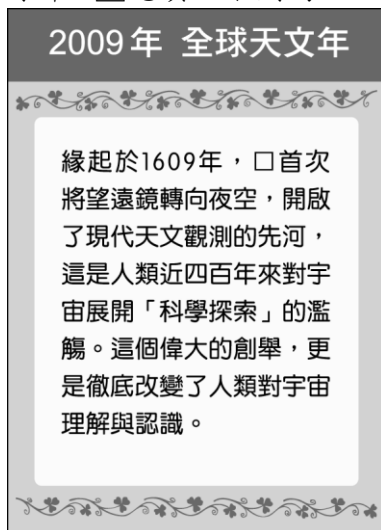 2009年 全球天文年
緣起於1609年，□首次
將望遠鏡轉向夜空，開啟
了現代天文觀測的先河，
這是人類近四百年來對宇
宙展開「科學探索」的濫
觴。這個偉大的創舉，更
是徹底改變了人類對宇宙
理解與認識。